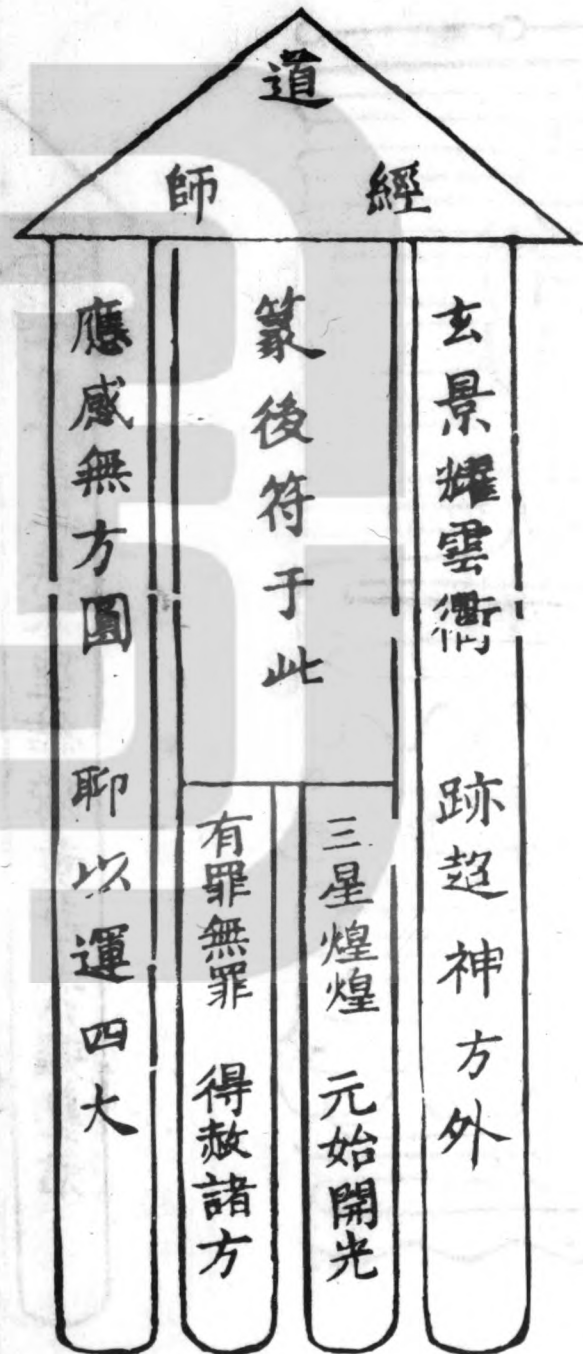 道
經
師
玄景耀雲衢 跡超神方外
篆後符于此
三星煌煌 元始開光
有罪無罪 得赦諸方
應感無方圓 聊以運四大